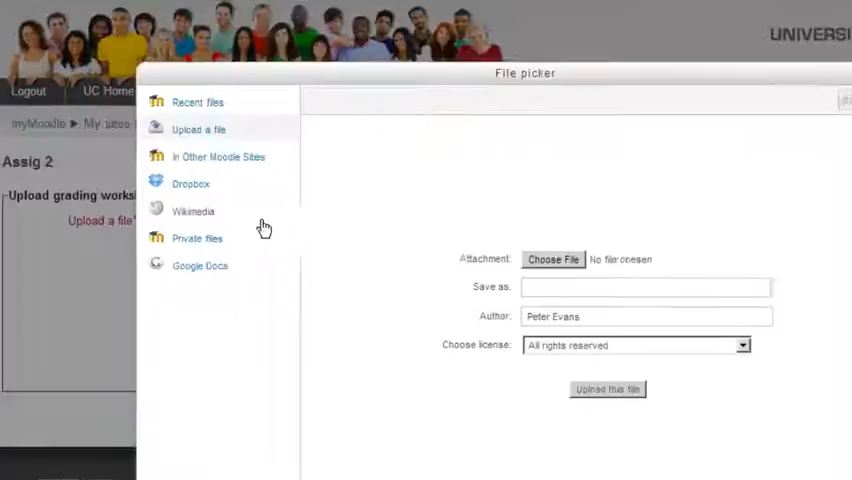 UNIVERSI
File picker
Logout
UC Home
Recent files
myMoodle ► My sites
Upload a file
Assig 2
In Other Moodle Sites
Dropbox
Upload grading works
Upload a file*
Wikimedia
Private files
Google Docs
Attachment: Choose File No file chosen
Save as:
Author: Peter Evans
Choose license: All rights reserved
Upload this file